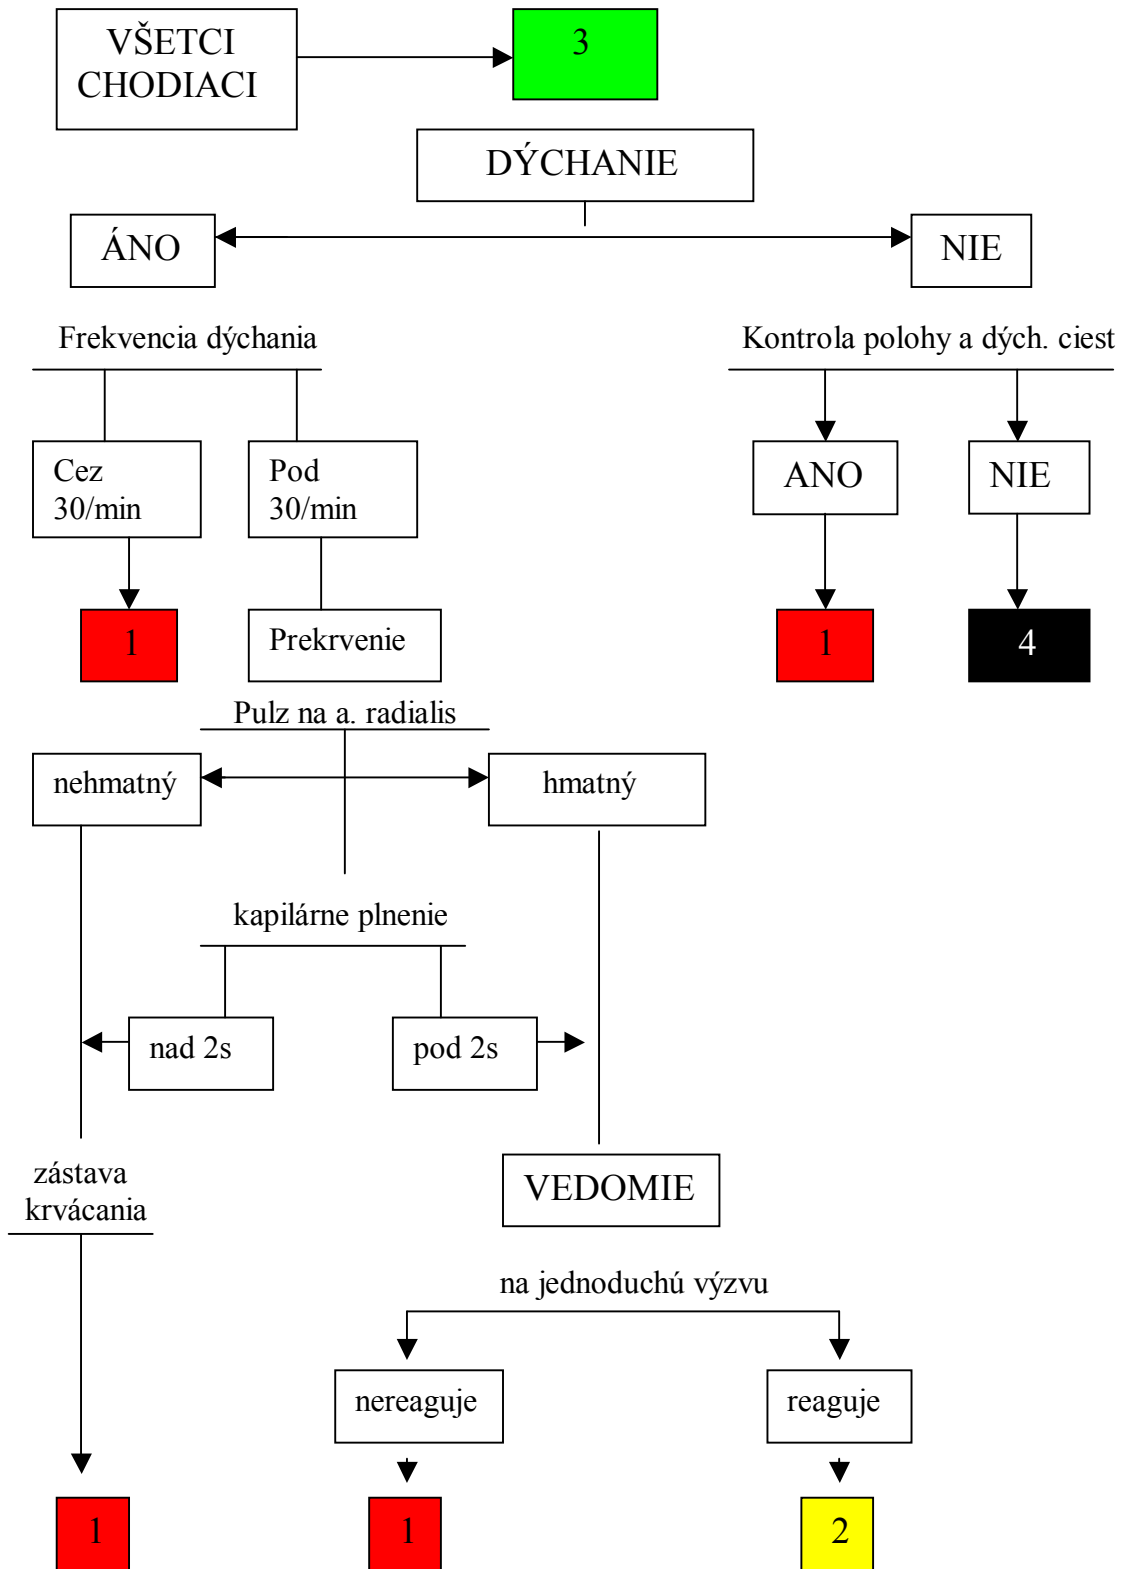 VŠETCI
CHODIACI
3
DÝCHANIE
ÁNO
NIE
Frekvencia dýchania
Kontrola polohy a dých. ciest
Cez
30/min
Pod
30/min
ANO
NIE
1
Prekrvenie
1
4
Pulz na a. radialis
nehmatný
hmatný
kapilárne plnenie
nad 2s
pod 2s
zástava
krvácania
VEDOMIE
na jednoduchú výzvu
nereaguje
reaguje
1
1
2